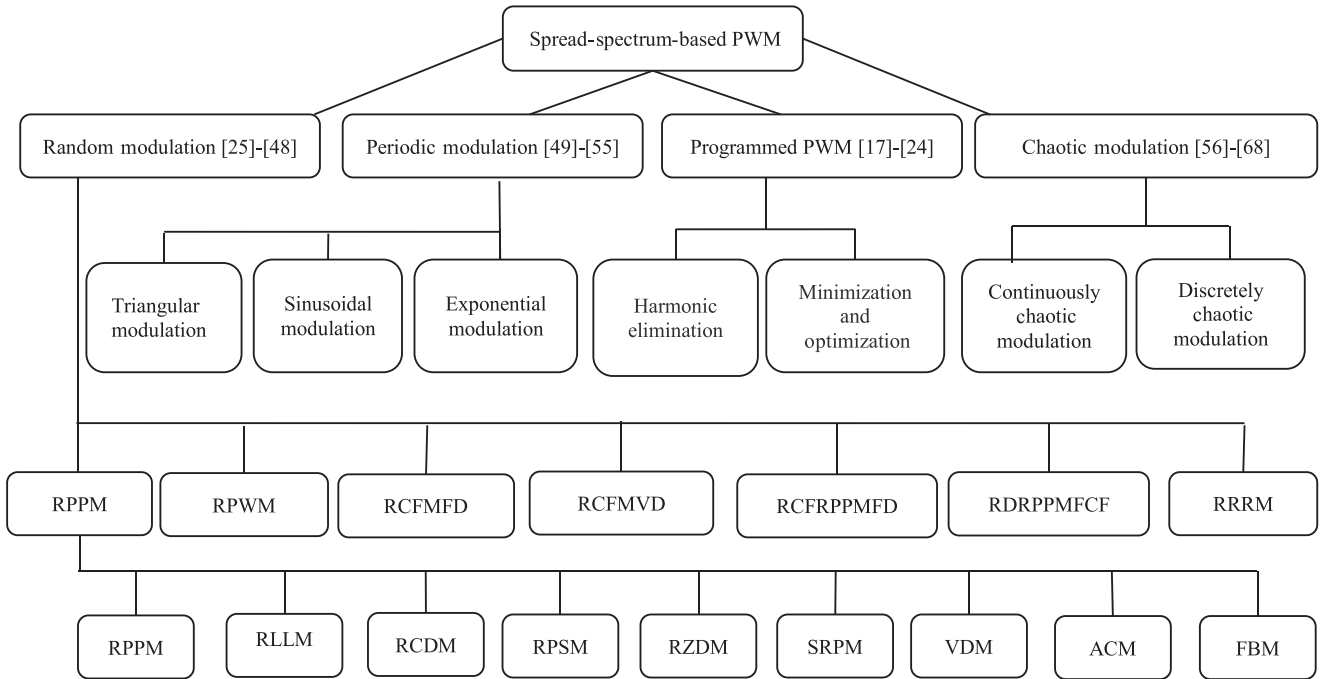 Spread-spectrum-based PWM
Random modulation [25]-[48]
Periodic modulation [49]-[55]
Programmed PWM [17]-[24]
Chaotic modulation [56]-[68]
Triangular
modulation
Sinusoidal
modulation
Exponential
modulation
Harmonic
elimination
Minimization
and
optimization
Continuously
chaotic
modulation
Discretely
chaotic
modulation
RPPM
RPWM
RCFMFD
RCFMVD
RCFRPPMFD
RDRPPMFCF
RRRM
RPPM
RLLM
RCDM
RPSM
RZDM
SRPM
VDM
ACM
FBM